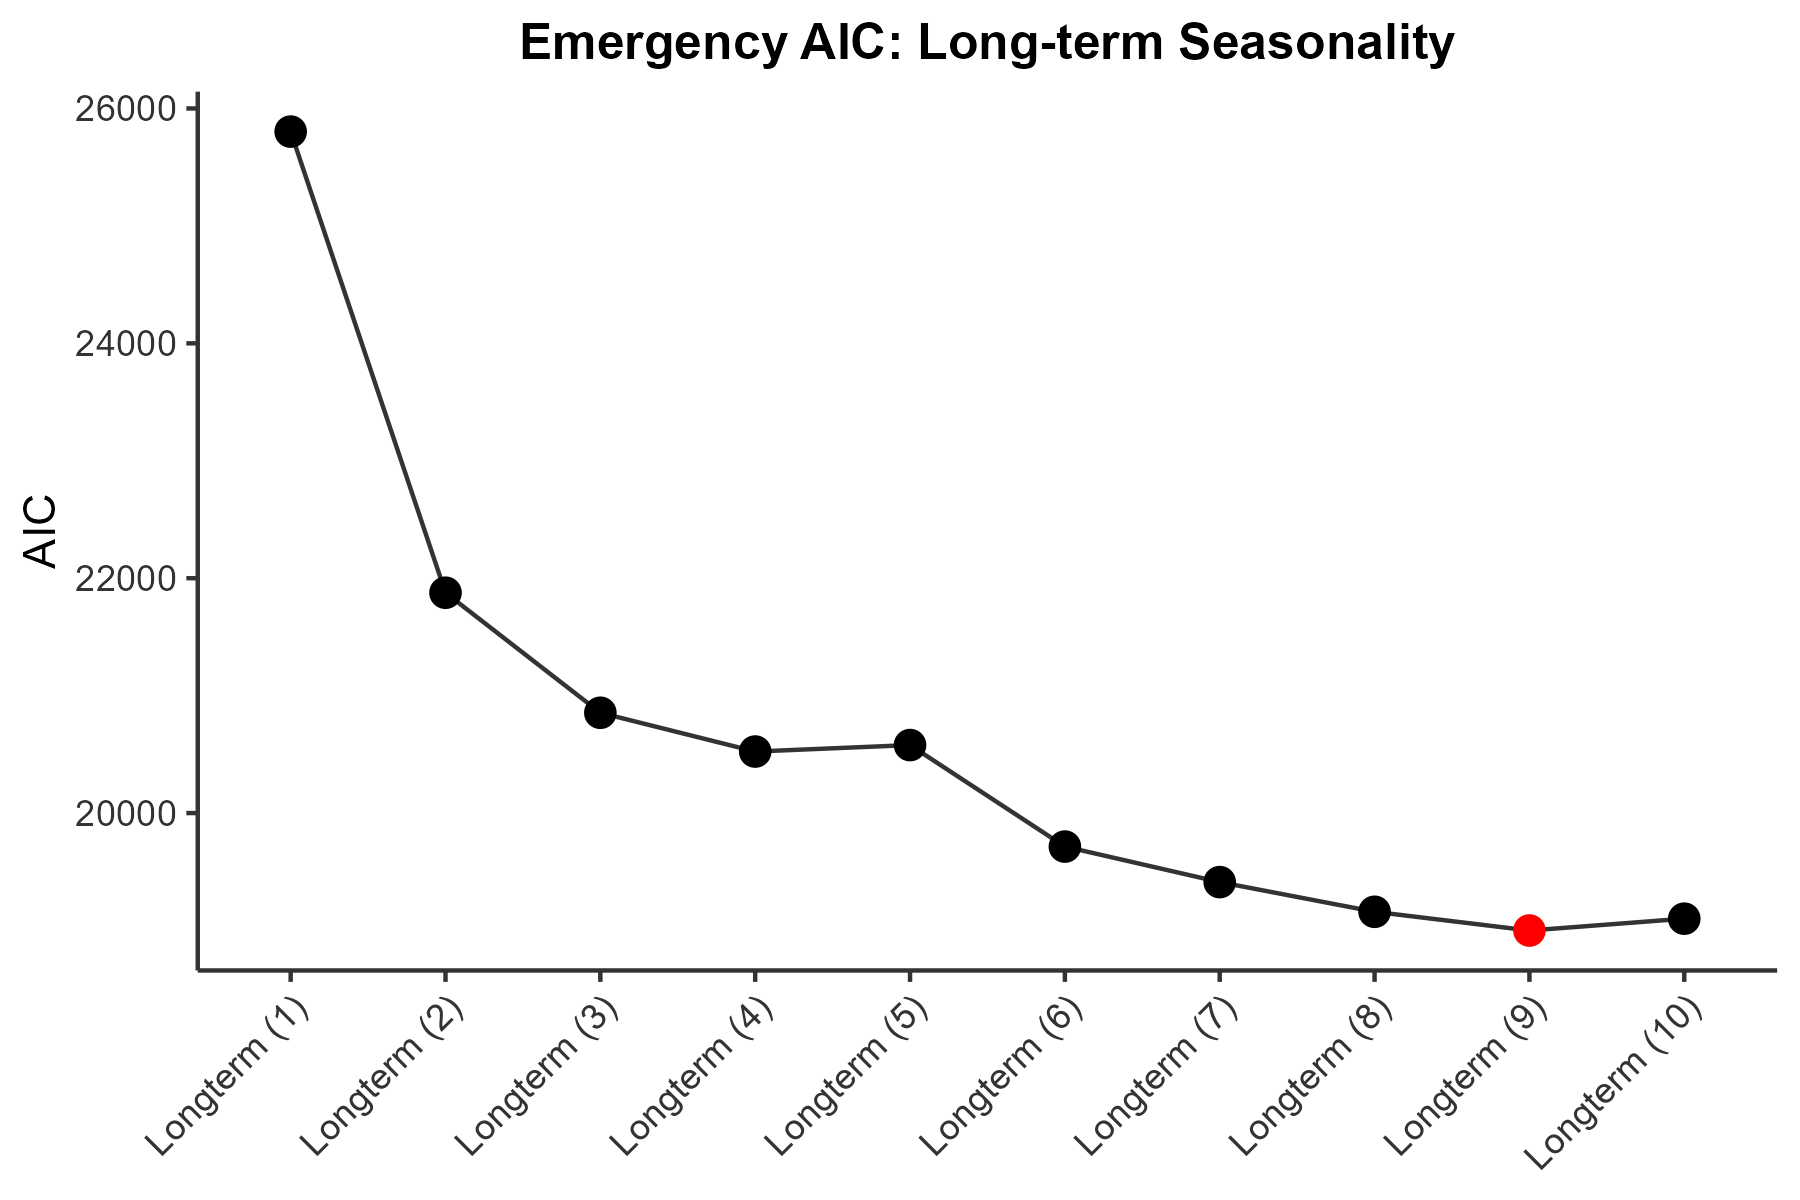 Emergency AIC: Long-term Seasonality
AIC
26000
24000
22000
20000
Longterm (1)
Longterm (2)
Longterm (3)
Longterm (4)
Longterm (5)
Longterm (6)
Longterm (7)
Longterm (8)
Longterm (9)
Longterm (10)